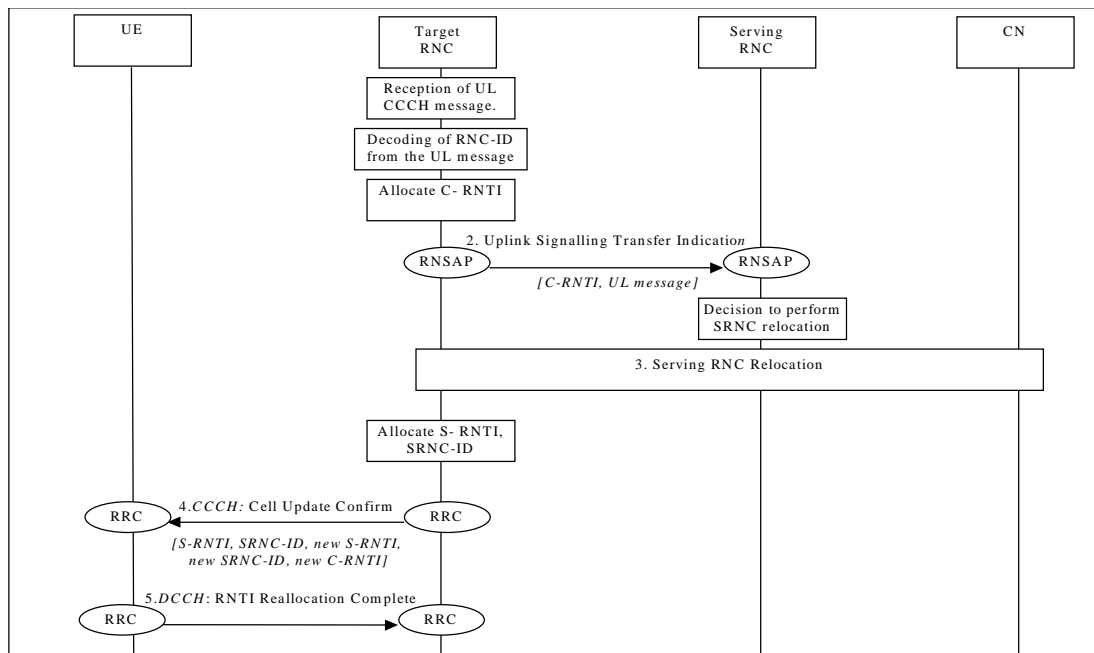 UE
Target
RNC
Serving
RNC
CN
Reception of UL
CCCH message.
Decoding of RNC-ID
from the UL message
Allocate C- RNTI
2. Uplink Signalling Transfer Indication
RNSAP
RNSAP
[C-RNTI, UL message]
Decision to perform
SRNC relocation
3. Serving RNC Relocation
Allocate S- RNTI,
SRNC-ID
4.CCCH: Cell Update Confirm
RRC
RRC
[S-RNTI, SRNC-ID, new S-RNTI,
new SRNC-ID, new C-RNTI]
5.DCCH: RNTI Reallocation Complete
RRC
RRC